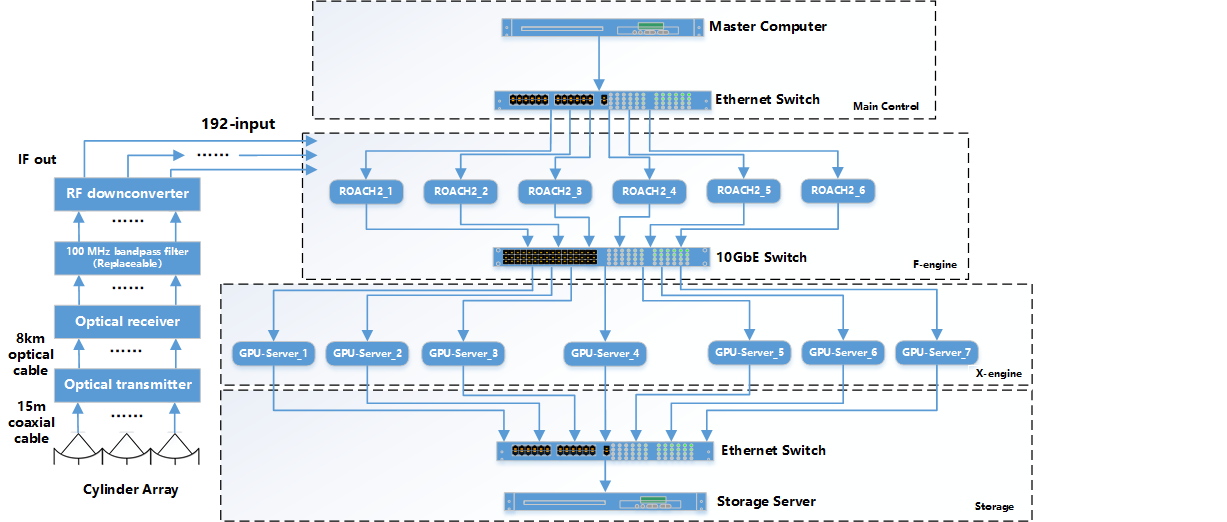 Master Computer
Ethernet Switch
Main Control
192-input
IF out
......
RF downconverter
......
100 MHz bandpass filter
(Replaceable)
......
Optical receiver
8km
optical
cable
......
Optical transmitter
15m
coaxial
cable
......
Cylinder Array
ROACH2_1
ROACH2_2
ROACH2_3
ROACH2_4
ROACH2_5
ROACH2_6
10GbE Switch
F-engine
GPU-Server_1
GPU-Server_2
GPU-Server_3
GPU-Server_4
GPU-Server_5
GPU-Server_6
GPU-Server_7
X-engine
Ethernet Switch
Storage Server
Storage